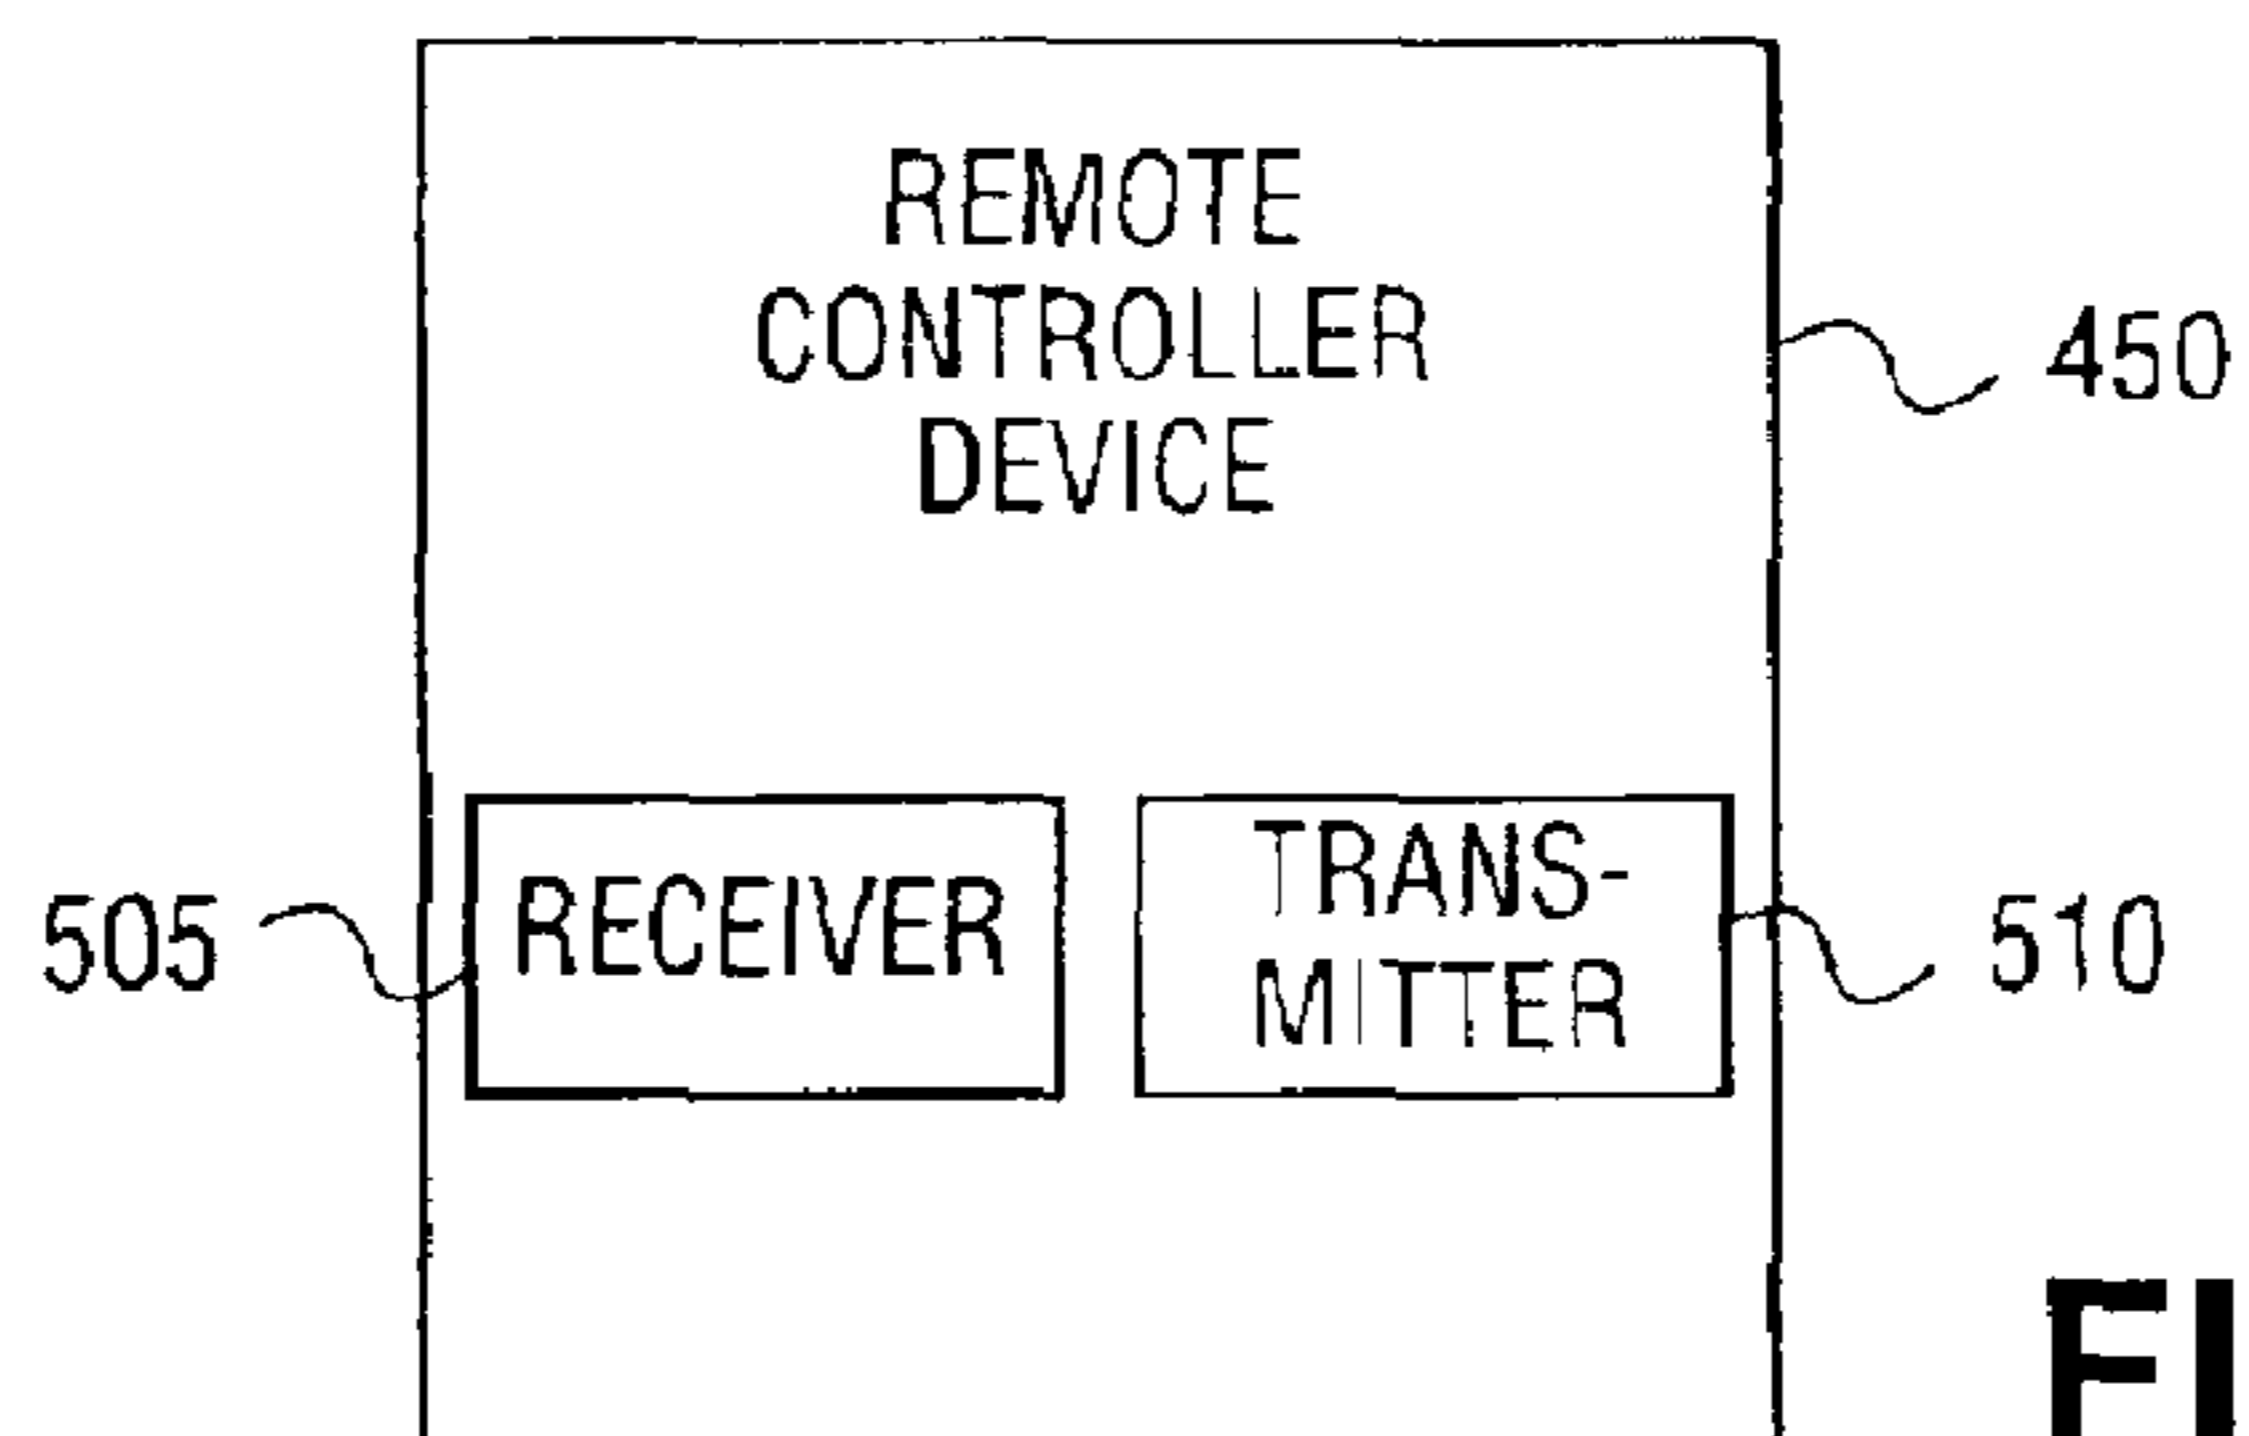 REMOTE
CONTROLLER
DEVICE
450
505
RECEIVER
TRANS-
MITTER
510